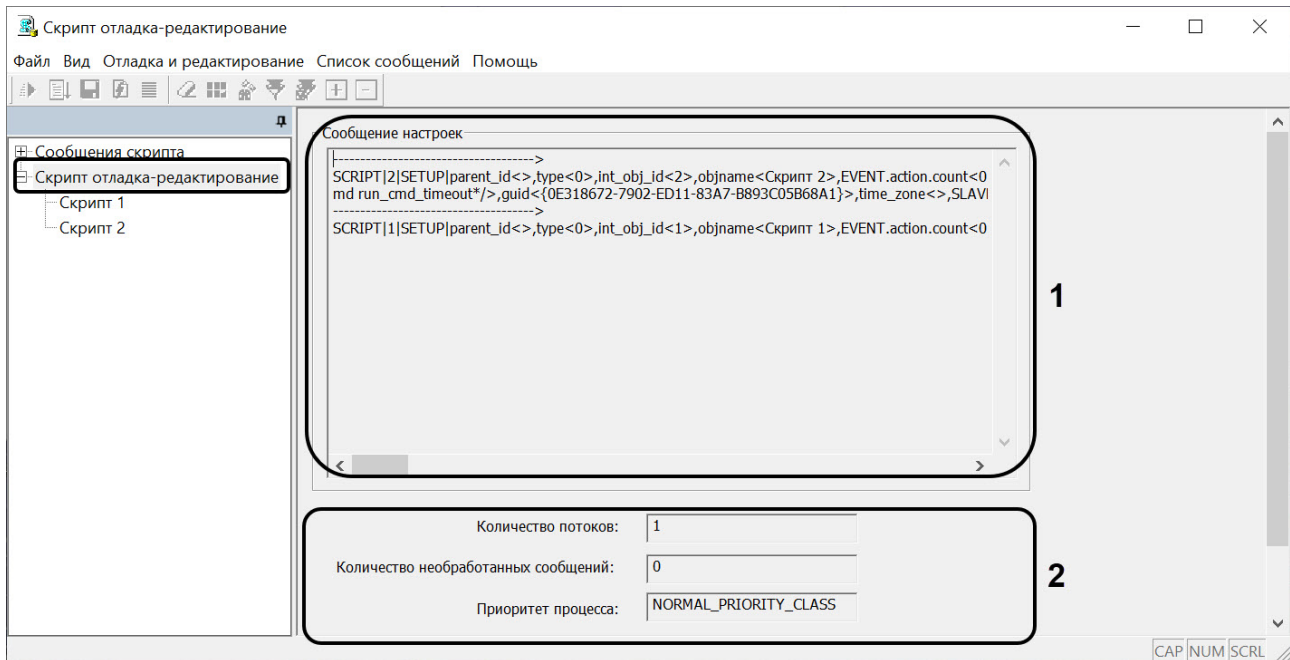 Скрипт отладка-редактирование
Файл Вид Отладка и редактирование Список сообщений Помощь
Сообщения скрипта
Скрипт отладка-редактирование
Скрипт 1
Скрипт 2
Сообщение настроек
----------------------------------->
SCRIPT|2|SETUP|parent_id<>,type<0>,int_obj_id<2>,objname<Скрипт 2>,EVENT.action.count<0
md run_cmd_timeout*/>,guid<{0E318672-7902-ED11-83A7-B893C05B68A1}>,time_zone<>,SLAVI
----------------------------------->
SCRIPT|1|SETUP|parent_id<>,type<0>,int_obj_id<1>,objname<Скрипт 1>,EVENT.action.count<0
1
Количество потоков: 1
Количество необработанных сообщений: 0
Приоритет процесса: NORMAL_PRIORITY_CLASS
2
CAP NUM SCRL